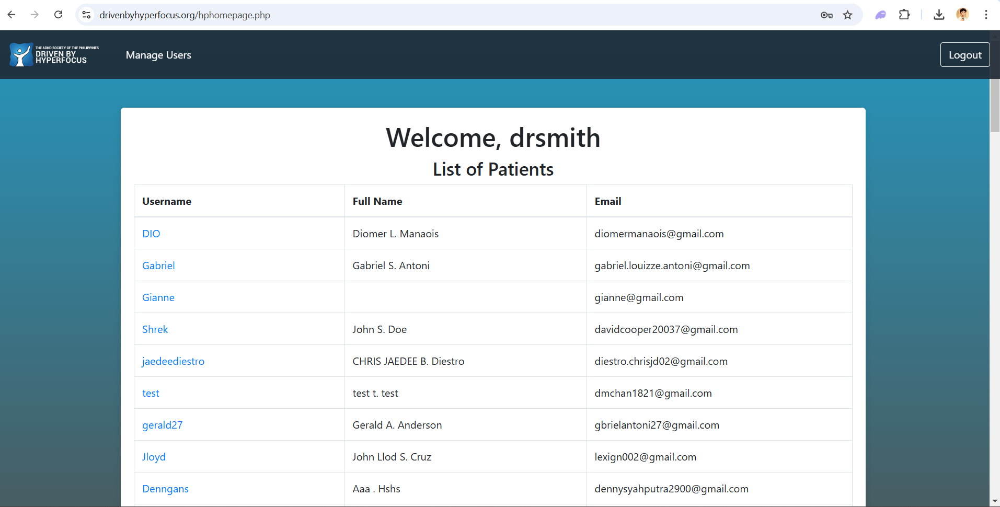 drivenbyhyperfocus.org/hphomepage.php
THE ADHD SOCIETY OF THE PHILIPPINES
DRIVEN BY
HYPERFOCUS
Manage Users
Logout
Welcome, drsmith
List of Patients
Username Full Name Email
DIO Diomer L. Manaois diomermanaois@gmail.com
Gabriel Gabriel S. Antoni gabriel.louizze.antoni@gmail.com
Gianne gianne@gmail.com
Shrek John S. Doe davidcooper20037@gmail.com
jaedeediestro CHRIS JAEDEE B. Diestro diestro.chrisjd02@gmail.com
test test t. test dmchan1821@gmail.com
gerald27 Gerald A. Anderson gbrielantoni27@gmail.com
Jloyd John Llod S. Cruz lexign002@gmail.com
Denngans Aaa . Hshs dennysyahputra2900@gmail.com